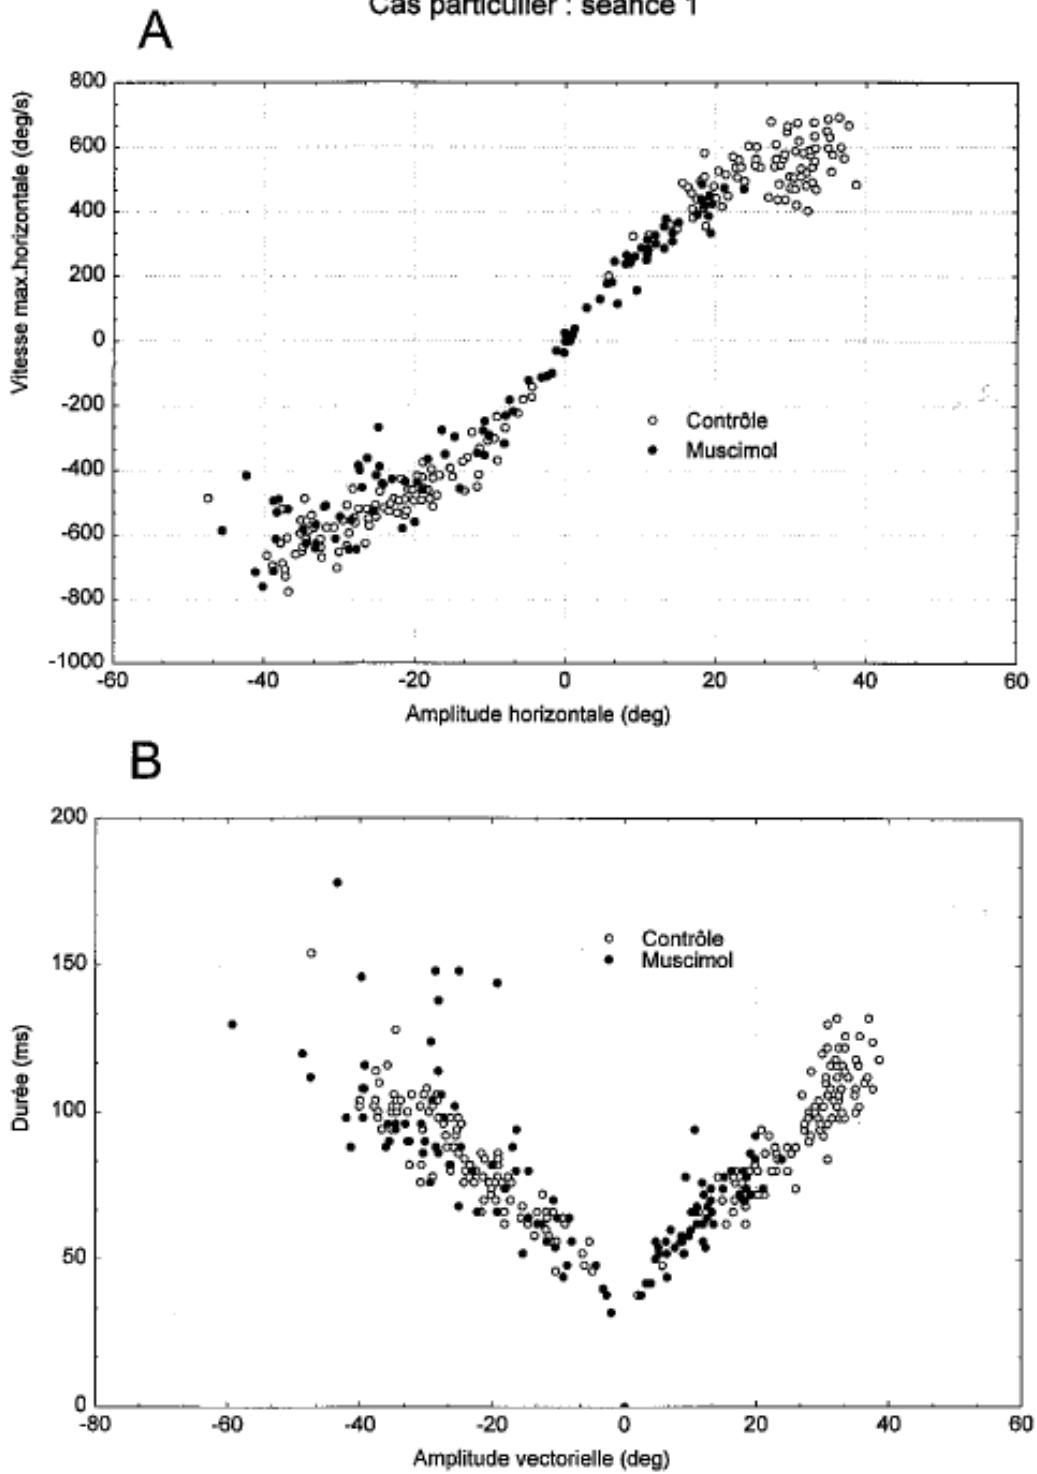 Cas particulier : séance 1
A
Vitesse max.horizontale (deg/s)
800
600
400
200
0
-200
-400
-600
-800
-1000
Contrôle
Muscimol
-60 -40 -20 0 20 40 60
Amplitude horizontale (deg)
B
Durée (ms)
200
150
100
50
0
Contrôle
Muscimol
-80 -60 -40 -20 0 20 40 60
Amplitude vectorielle (deg)